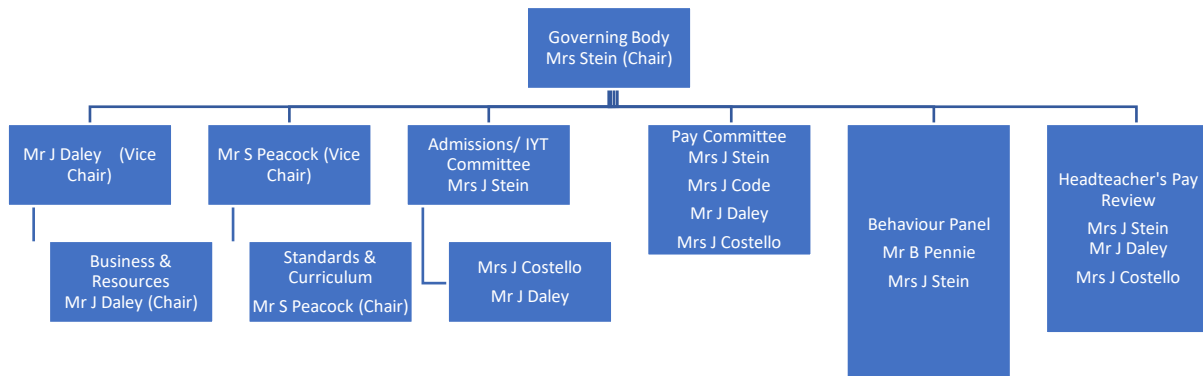 Governing Body
Mrs Stein (Chair)
Mr J Daley (Vice
Chair)
Business &
Resources
Mr J Daley (Chair)
Mr S Peacock (Vice
Chair)
Standards &
Curriculum
Mr S Peacock (Chair)
Admissions/ IYT
Committee
Mrs J Stein
Mrs J Costello
Mr J Daley
Pay Committee
Mrs J Stein
Mrs J Code
Mr J Daley
Mrs J Costello
Behaviour Panel
Mr B Pennie
Mrs J Stein
Headteacher's Pay
Review
Mrs J Stein
Mr J Daley
Mrs J Costello